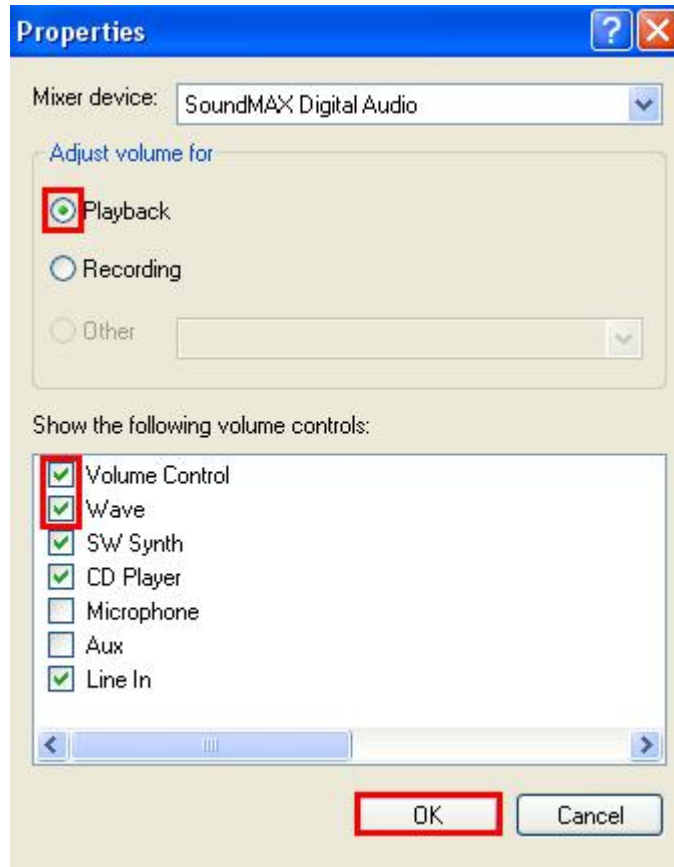 Properties
Mixer device: SoundMAX Digital Audio
Adjust volume for
Playback
Recording
Other
Show the following volume controls:
Volume Control
Wave
SW Synth
CD Player
Microphone
Aux
Line In
OK Cancel